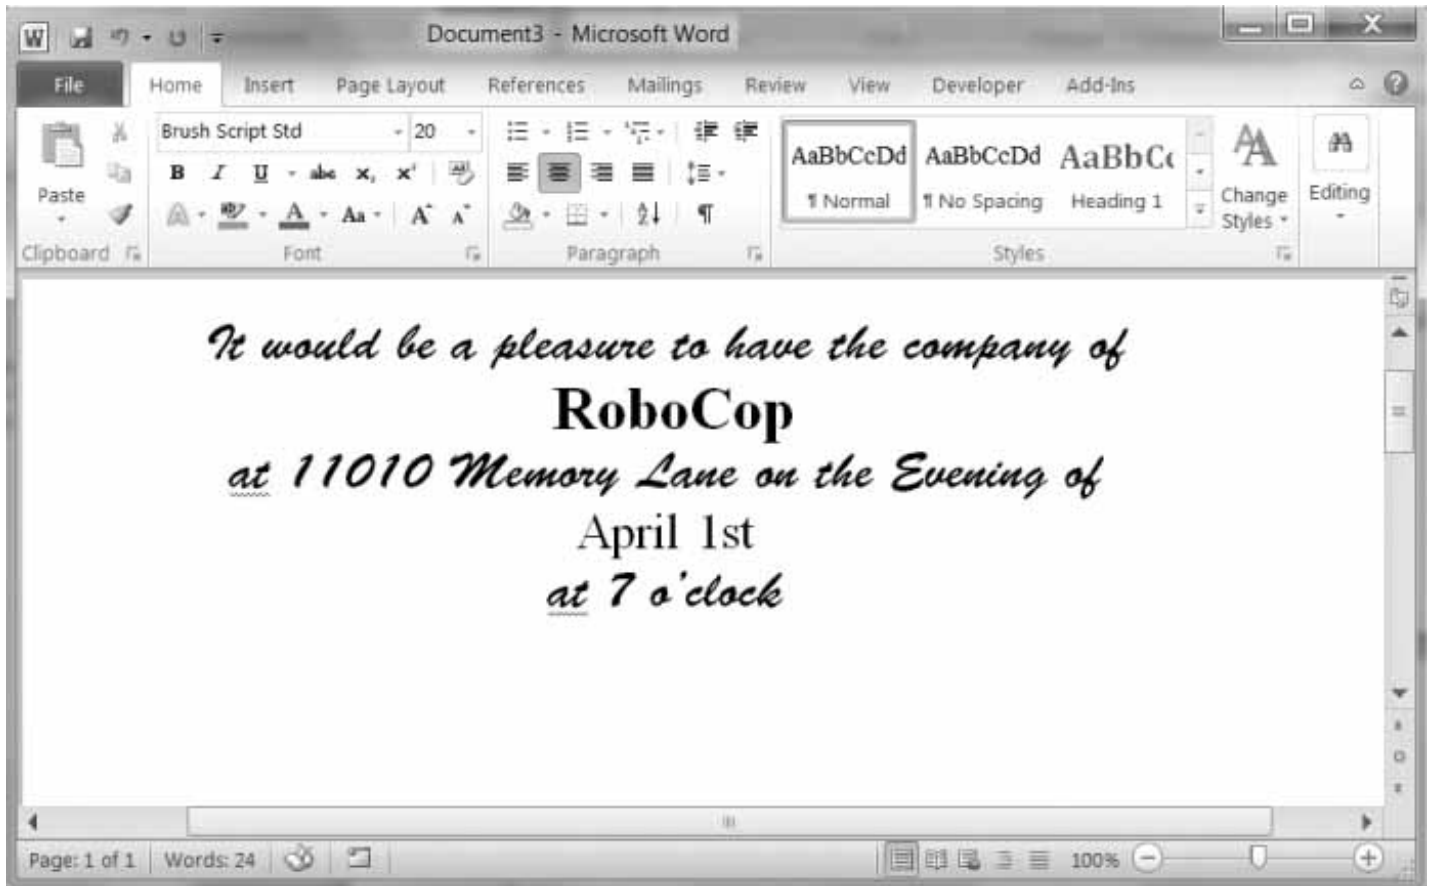 W Document3 - Microsoft Word
File Home Insert Page Layout References Mailings Review View Developer Add-Ins
Brush Script Std 20
AaBbCcDd AaBbCcDd AaBbCc
B I U abc x, x' ab
Paste ¶ Normal ¶ No Spacing Heading 1 Change Styles Editing
A ab A Aa A A A Z ¶
Clipboard Font Paragraph Styles
It would be a pleasure to have the company of
RoboCop
at 11010 Memory Lane on the Evening of
April 1st
at 7 o'clock
Page: 1 of 1 Words: 24 100%